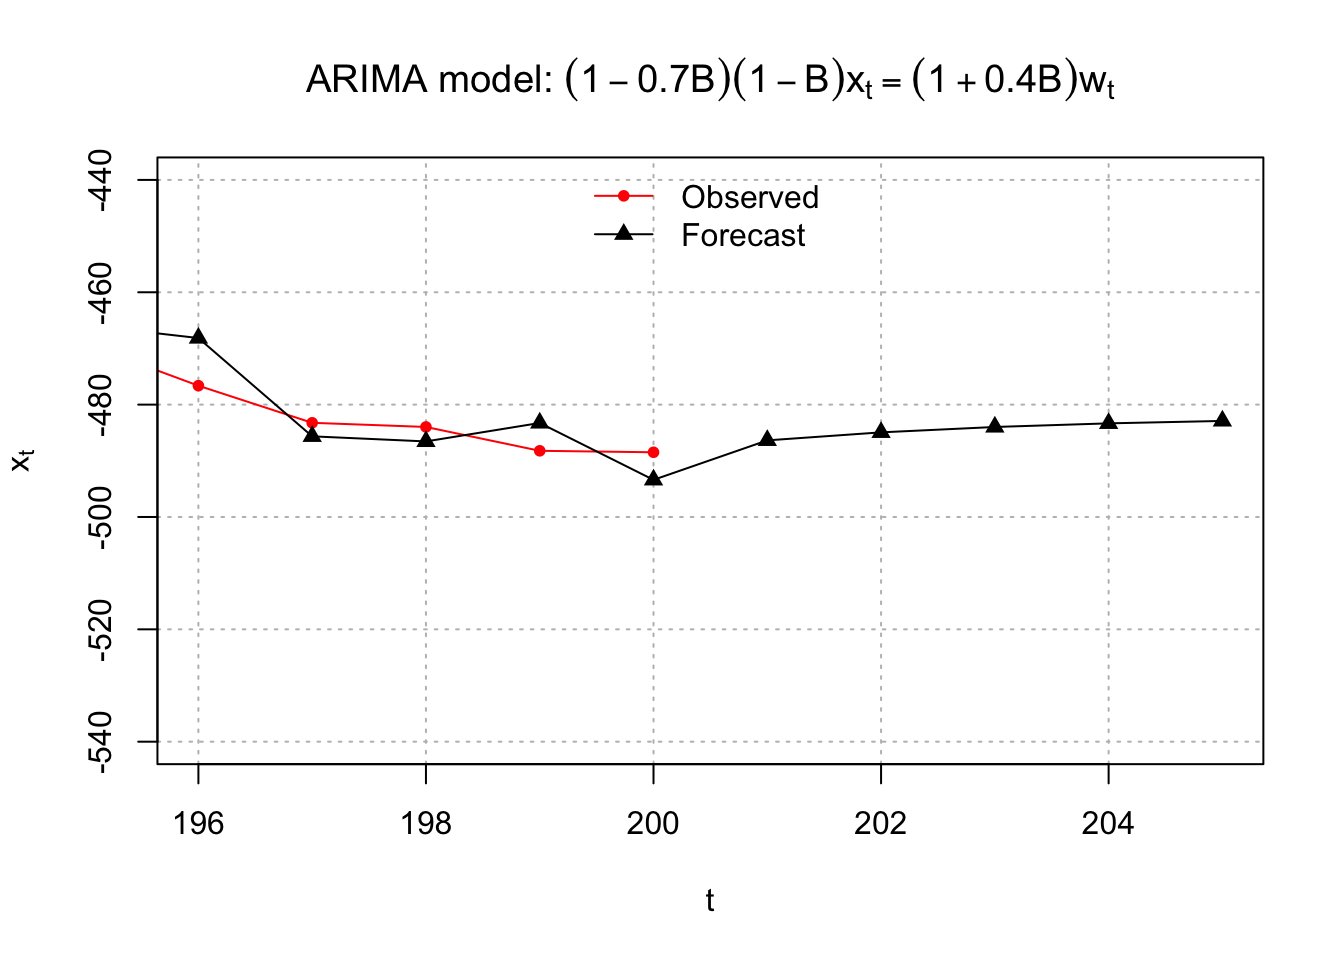 ARIMA model: (1 − 0.7B)(1 − B)xₜ = (1 + 0.4B)wₜ
Observed
Forecast
-440
-460
-480
-500
-520
-540
xₜ
196 198 200 202 204
t